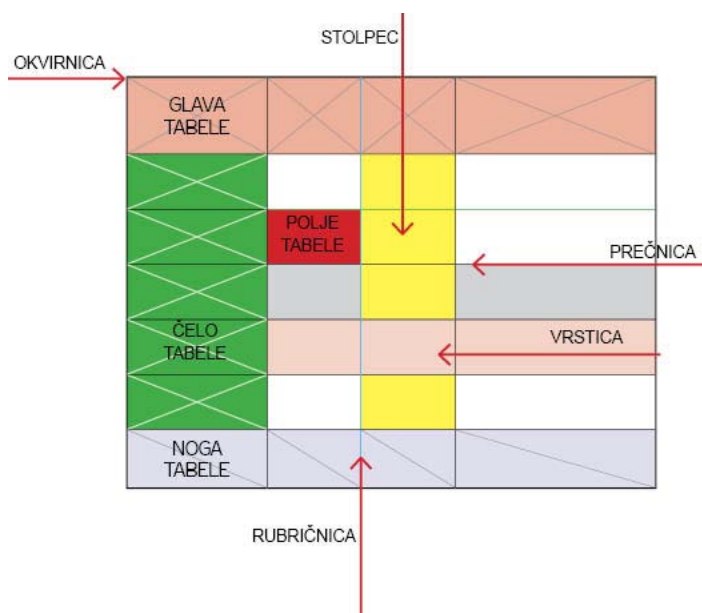 STOLPEC
OKVIRNICA
GLAVA
TABELE
POLJE
TABELE
PREČNICA
ČELO
TABELE
VRSTICA
NOGA
TABELE
RUBRIČNICA